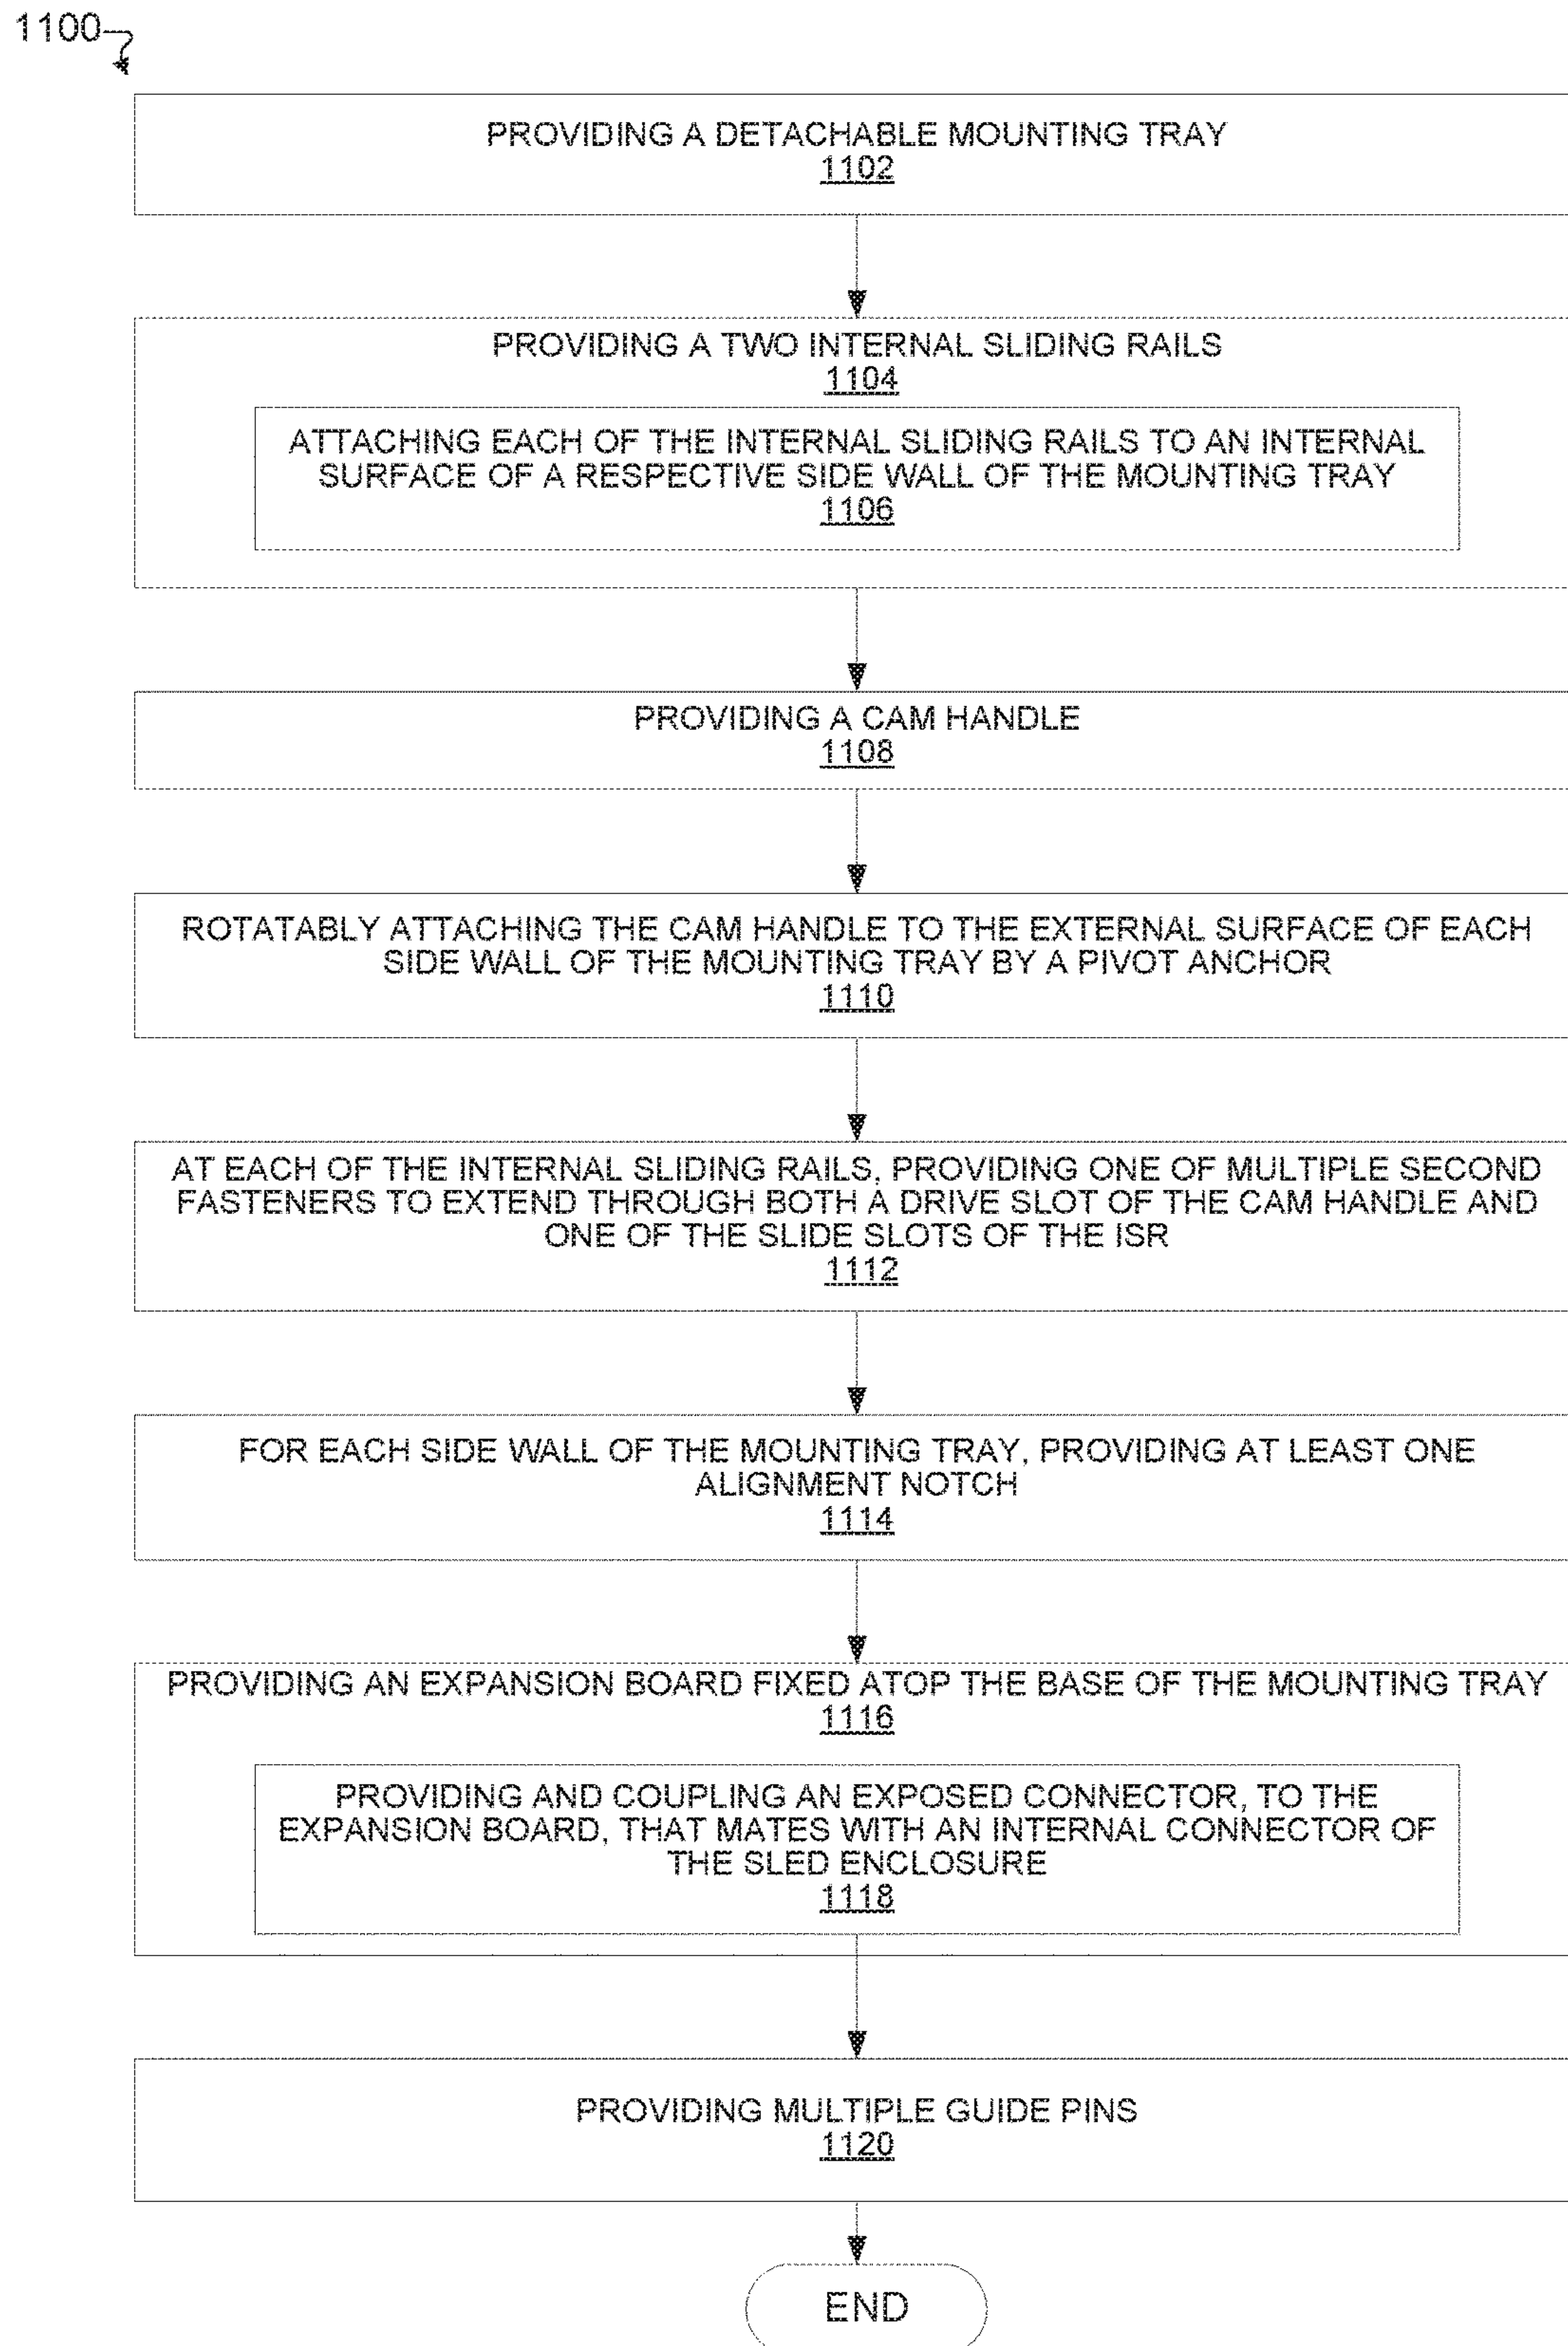 1100
PROVIDING A DETACHABLE MOUNTING TRAY
1102
PROVIDING A TWO INTERNAL SLIDING RAILS
1104
ATTACHING EACH OF THE INTERNAL SLIDING RAILS TO AN INTERNAL
SURFACE OF A RESPECTIVE SIDE WALL OF THE MOUNTING TRAY
1106
PROVIDING A CAM HANDLE
1108
ROTATABLY ATTACHING THE CAM HANDLE TO THE EXTERNAL SURFACE OF EACH
SIDE WALL OF THE MOUNTING TRAY BY A PIVOT ANCHOR
1110
AT EACH OF THE INTERNAL SLIDING RAILS, PROVIDING ONE OF MULTIPLE SECOND
FASTENERS TO EXTEND THROUGH BOTH A DRIVE SLOT OF THE CAM HANDLE AND
ONE OF THE SLIDE SLOTS OF THE ISR
1112
FOR EACH SIDE WALL OF THE MOUNTING TRAY, PROVIDING AT LEAST ONE
ALIGNMENT NOTCH
1114
PROVIDING AN EXPANSION BOARD FIXED ATOP THE BASE OF THE MOUNTING TRAY
1116
PROVIDING AND COUPLING AN EXPOSED CONNECTOR, TO THE
EXPANSION BOARD, THAT MATES WITH AN INTERNAL CONNECTOR OF
THE SLED ENCLOSURE
1118
PROVIDING MULTIPLE GUIDE PINS
1120
END